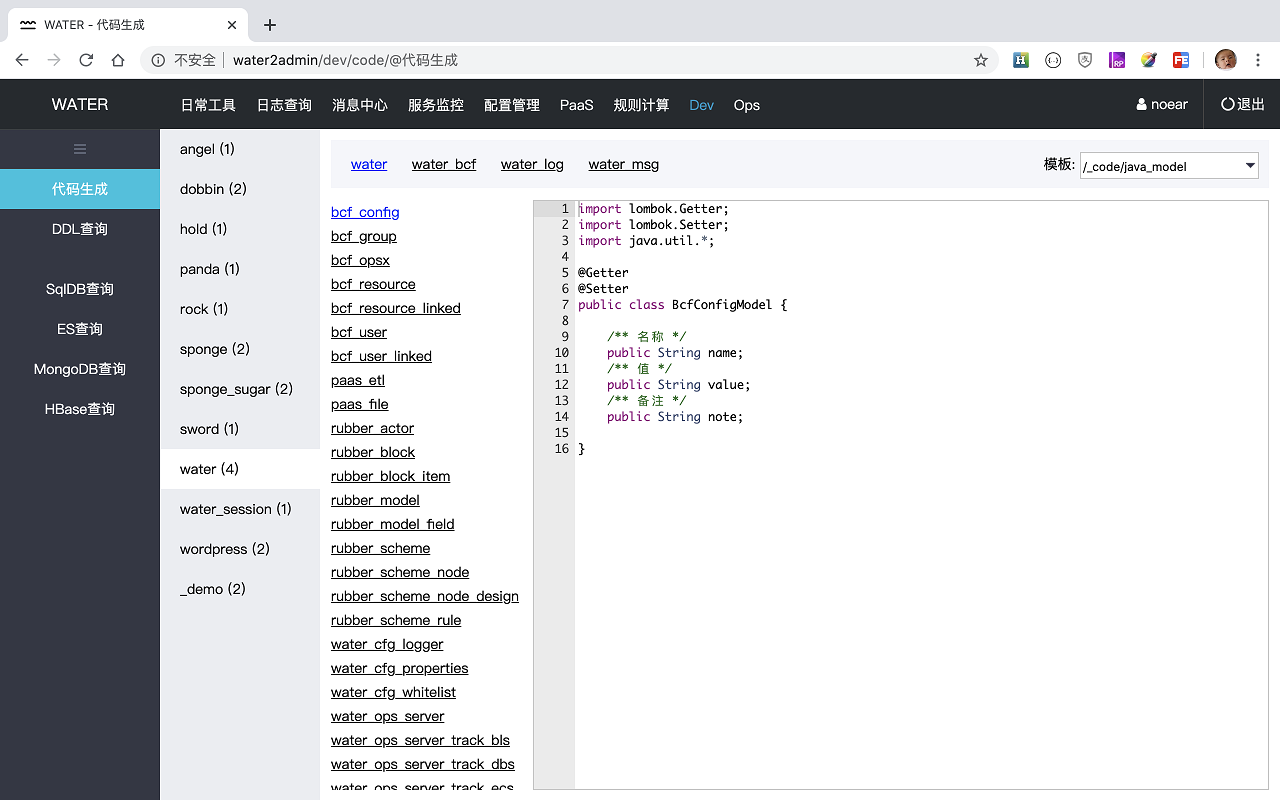 WATER - 代码生成
不安全 water2admin/dev/code/@代码生成
WATER 日常工具 日志查询 消息中心 服务监控 配置管理 PaaS 规则计算 Dev Ops noear 退出
代码生成
DDL查询
SqlDB查询
ES查询
MongoDB查询
HBase查询
angel (1)
dobbin (2)
hold (1)
panda (1)
rock (1)
sponge (2)
sponge_sugar (2)
sword (1)
water (4)
water_session (1)
wordpress (2)
_demo (2)
water water_bcf water_log water_msg 模板: /_code/java_model
bcf_config
bcf_group
bcf_opsx
bcf_resource
bcf_resource_linked
bcf_user
bcf_user_linked
paas_etl
paas_file
rubber_actor
rubber_block
rubber_block_item
rubber_model
rubber_model_field
rubber_scheme
rubber_scheme_node
rubber_scheme_node_design
rubber_scheme_rule
water_cfg_logger
water_cfg_properties
water_cfg_whitelist
water_ops_server
water_ops_server_track_bls
water_ops_server_track_dbs
water_ops_server_track_ecs
1 import lombok.Getter;
2 import lombok.Setter;
3 import java.util.*;
4
5 @Getter
6 @Setter
7 public class BcfConfigModel {
8
9 /** 名称 */
10 public String name;
11 /** 值 */
12 public String value;
13 /** 备注 */
14 public String note;
15
16 }